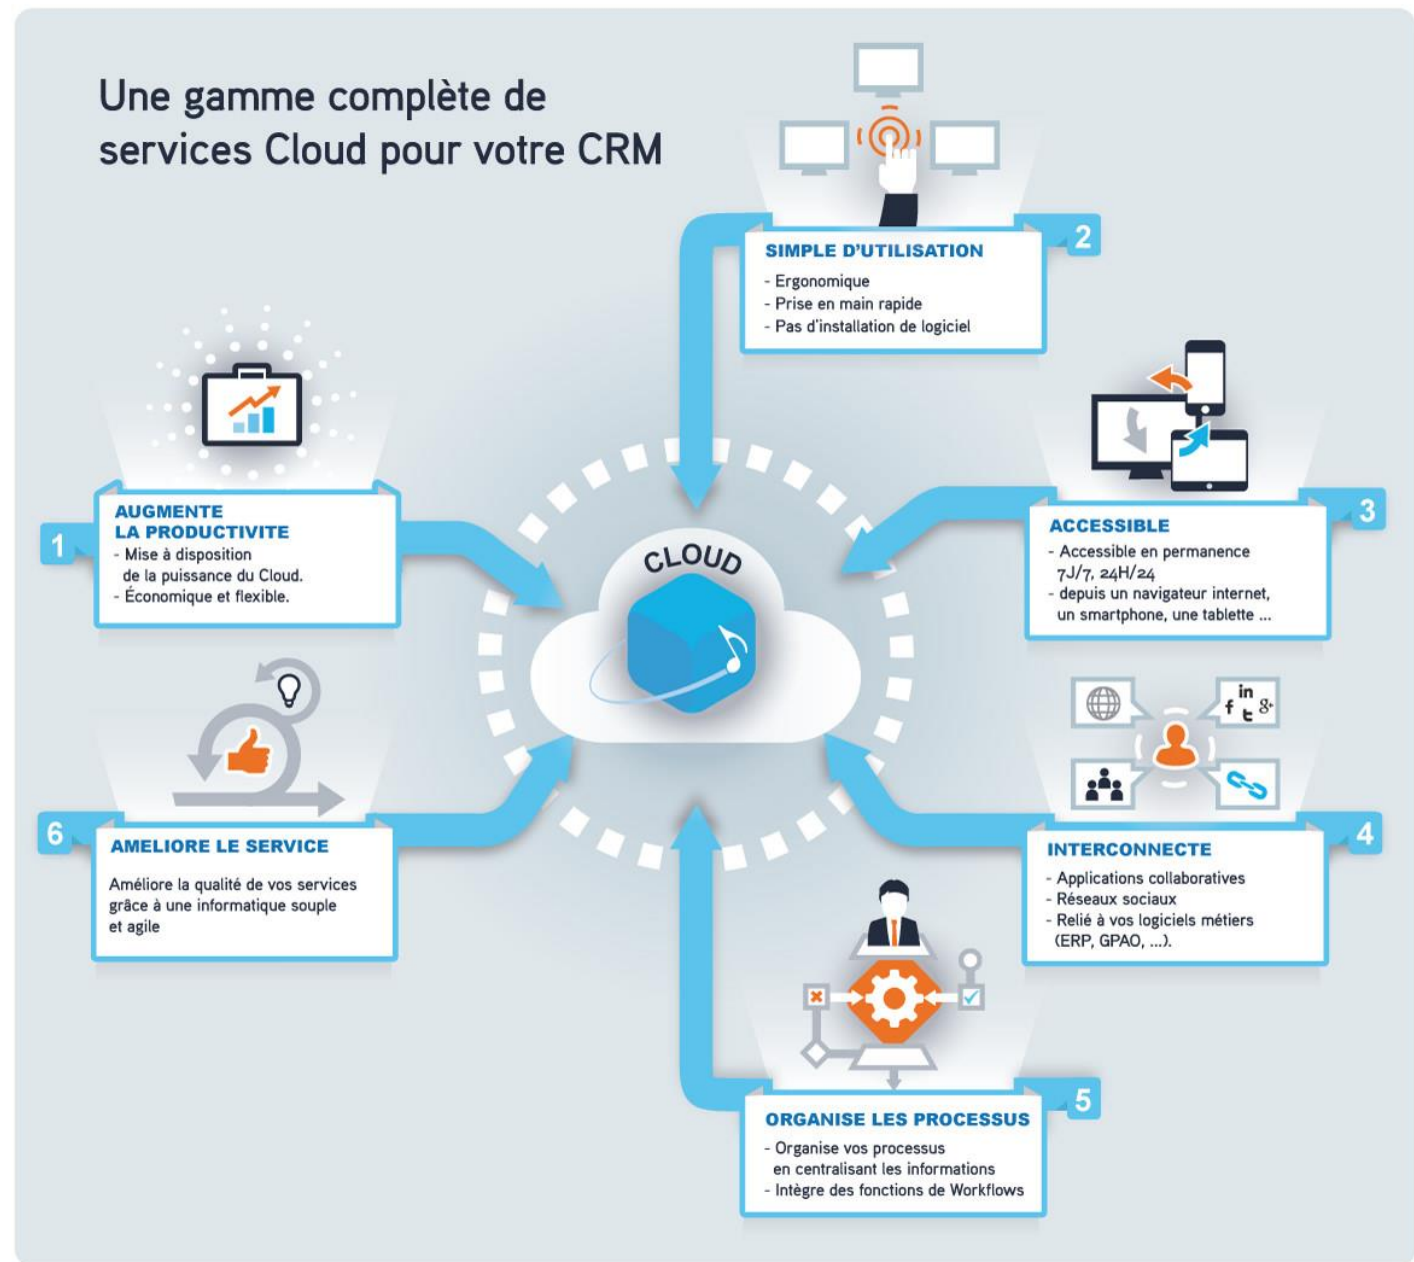 Une gamme complète de
services Cloud pour votre CRM
1
AUGMENTE
LA PRODUCTIVITE
- Mise à disposition
de la puissance du Cloud.
- Économique et flexible.
2
SIMPLE D'UTILISATION
- Ergonomique
- Prise en main rapide
- Pas d'installation de logiciel
3
ACCESSIBLE
- Accessible en permanence
7J/7, 24H/24
- depuis un navigateur internet,
un smartphone, une tablette ...
CLOUD
in
f t g+
4
INTERCONNECTE
- Applications collaboratives
- Réseaux sociaux
- Relié à vos logiciels métiers
(ERP, GPAO, ...).
5
ORGANISE LES PROCESSUS
- Organise vos processus
en centralisant les informations
- Intègre des fonctions de Workflows
6
AMELIORE LE SERVICE
Améliore la qualité de vos services
grâce à une informatique souple
et agile